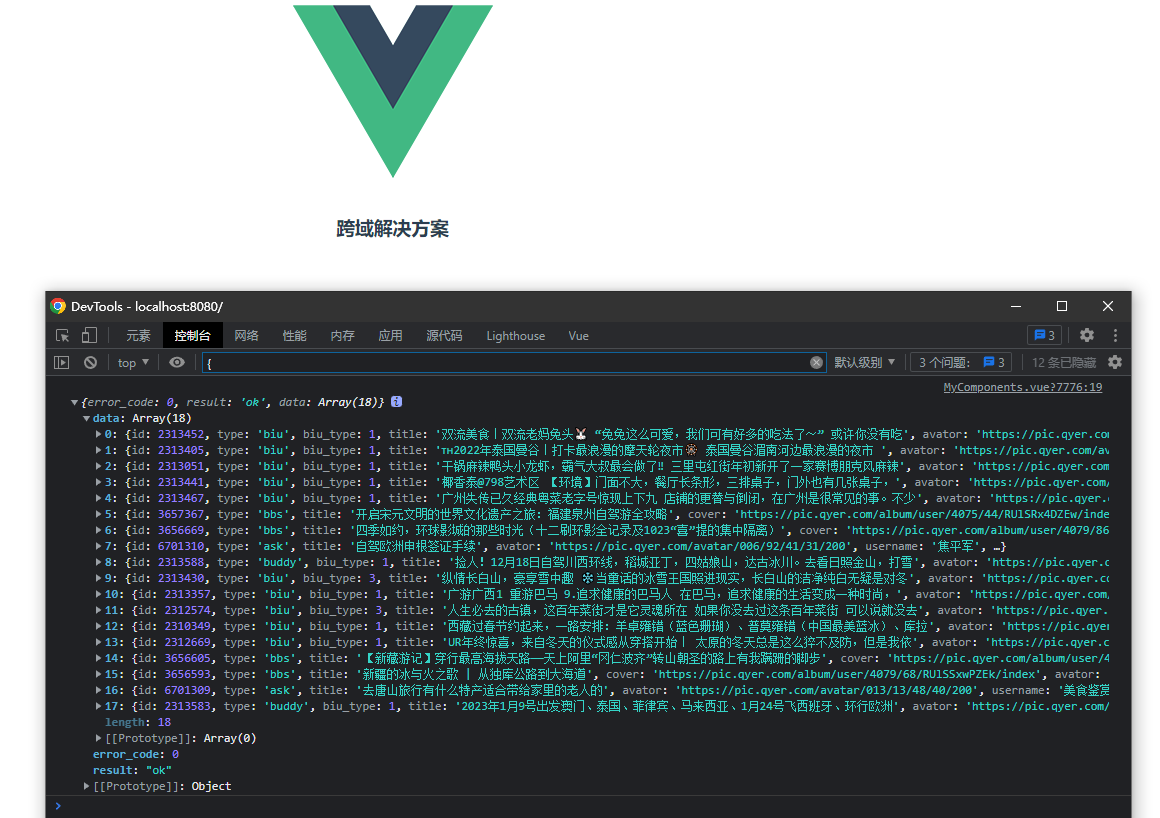 跨域解决方案
DevTools - localhost:8080/
元素 控制台 网络 性能 内存 应用 源代码 Lighthouse Vue 3
top { 默认级别 3 个问题: 3 12 条已隐藏
MyComponents.vue?7776:19
{error_code: 0, result: 'ok', data: Array(18)}
data: Array(18)
0: {id: 2313452, type: 'biu', biu_type: 1, title: '双流美食丨双流老妈兔头🐰 “兔兔这么可爱，我们可有好多的吃法了～” 或许你没有吃', avator: 'https://pic.qyer.com
1: {id: 2313405, type: 'biu', biu_type: 1, title: 'ᴛʜ2022年泰国曼谷丨打卡最浪漫的摩天轮夜市🎡 泰国曼谷湄南河边最浪漫的夜市 ', avator: 'https://pic.qyer.com/av
2: {id: 2313051, type: 'biu', biu_type: 1, title: '干锅麻辣鸭头小龙虾，霸气大叔最会做了‼ 三里屯红街年初新开了一家赛博朋克风麻辣', avator: 'https://pic.qyer.com
3: {id: 2313441, type: 'biu', biu_type: 1, title: '椰香泰@798艺术区 【环境】门面不大，餐厅长条形，三排桌子，门外也有几张桌子，', avator: 'https://pic.qyer.com/
4: {id: 2313467, type: 'biu', biu_type: 1, title: '广州失传已久经典粤菜老字号惊现上下九 店铺的更替与倒闭，在广州是很常见的事。不少', avator: 'https://pic.qyer.
5: {id: 3657367, type: 'bbs', title: '开启宋元文明的世界文化遗产之旅: 福建泉州自驾游全攻略', cover: 'https://pic.qyer.com/album/user/4075/44/RU1SRx4DZEw/inde
6: {id: 3656669, type: 'bbs', title: '四季如约，环球影城的那些时光（十二刷环影全记录及1023“喜”提的集中隔离）', cover: 'https://pic.qyer.com/album/user/4079/86
7: {id: 6701310, type: 'ask', title: '自驾欧洲申根签证手续', avator: 'https://pic.qyer.com/avatar/006/92/41/31/200', username: '焦平军', …}
8: {id: 2313588, type: 'buddy', biu_type: 1, title: '捡人！12月18日自驾川西环线，稻城亚丁，四姑娘山，达古冰川。去看日照金山，打雪', avator: 'https://pic.qyer.c
9: {id: 2313430, type: 'biu', biu_type: 3, title: '纵情长白山，豪享雪中趣 ❄当童话的冰雪王国照进现实，长白山的洁净纯白无疑是对冬', avator: 'https://pic.qyer.com
10: {id: 2313357, type: 'biu', biu_type: 1, title: '广游广西1 重游巴马 9.追求健康的巴马人 在巴马，追求健康的生活变成一种时尚，', avator: 'https://pic.qyer.com,
11: {id: 2312574, type: 'biu', biu_type: 3, title: '人生必去的古镇，这百年菜街才是它灵魂所在 如果你没去过这条百年菜街 可以说就没去', avator: 'https://pic.qyer
12: {id: 2310349, type: 'biu', biu_type: 1, title: '西藏过春节约起来，一路安排: 羊卓雍错（蓝色珊瑚）、普莫雍错（中国最美蓝冰）、库拉', avator: 'https://pic.qyer
13: {id: 2312669, type: 'biu', biu_type: 1, title: 'UR年终惊喜，来自冬天的仪式感从穿搭开始丨 太原的冬天总是这么猝不及防，但是我依', avator: 'https://pic.qyer.c
14: {id: 3656605, type: 'bbs', title: '【新藏游记】穿行最高海拔天路—天上阿里“冈仁波齐”转山朝圣的路上有我蹒跚的脚步', cover: 'https://pic.qyer.com/album/user/4
15: {id: 3656593, type: 'bbs', title: '新疆的冰与火之歌 | 从独库公路到大海道', cover: 'https://pic.qyer.com/album/user/4079/68/RU1SSxwPZEk/index', avator:
16: {id: 6701309, type: 'ask', title: '去唐山旅行有什么特产适合带给家里的老人的', avator: 'https://pic.qyer.com/avatar/013/13/48/40/200', username: '美食鉴赏
17: {id: 2313583, type: 'buddy', biu_type: 1, title: '2023年1月9号出发澳门、泰国、菲律宾、马来西亚、1月24号飞西班牙、环行欧洲', avator: 'https://pic.qyer.com/
length: 18
[[Prototype]]: Array(0)
error_code: 0
result: "ok"
[[Prototype]]: Object